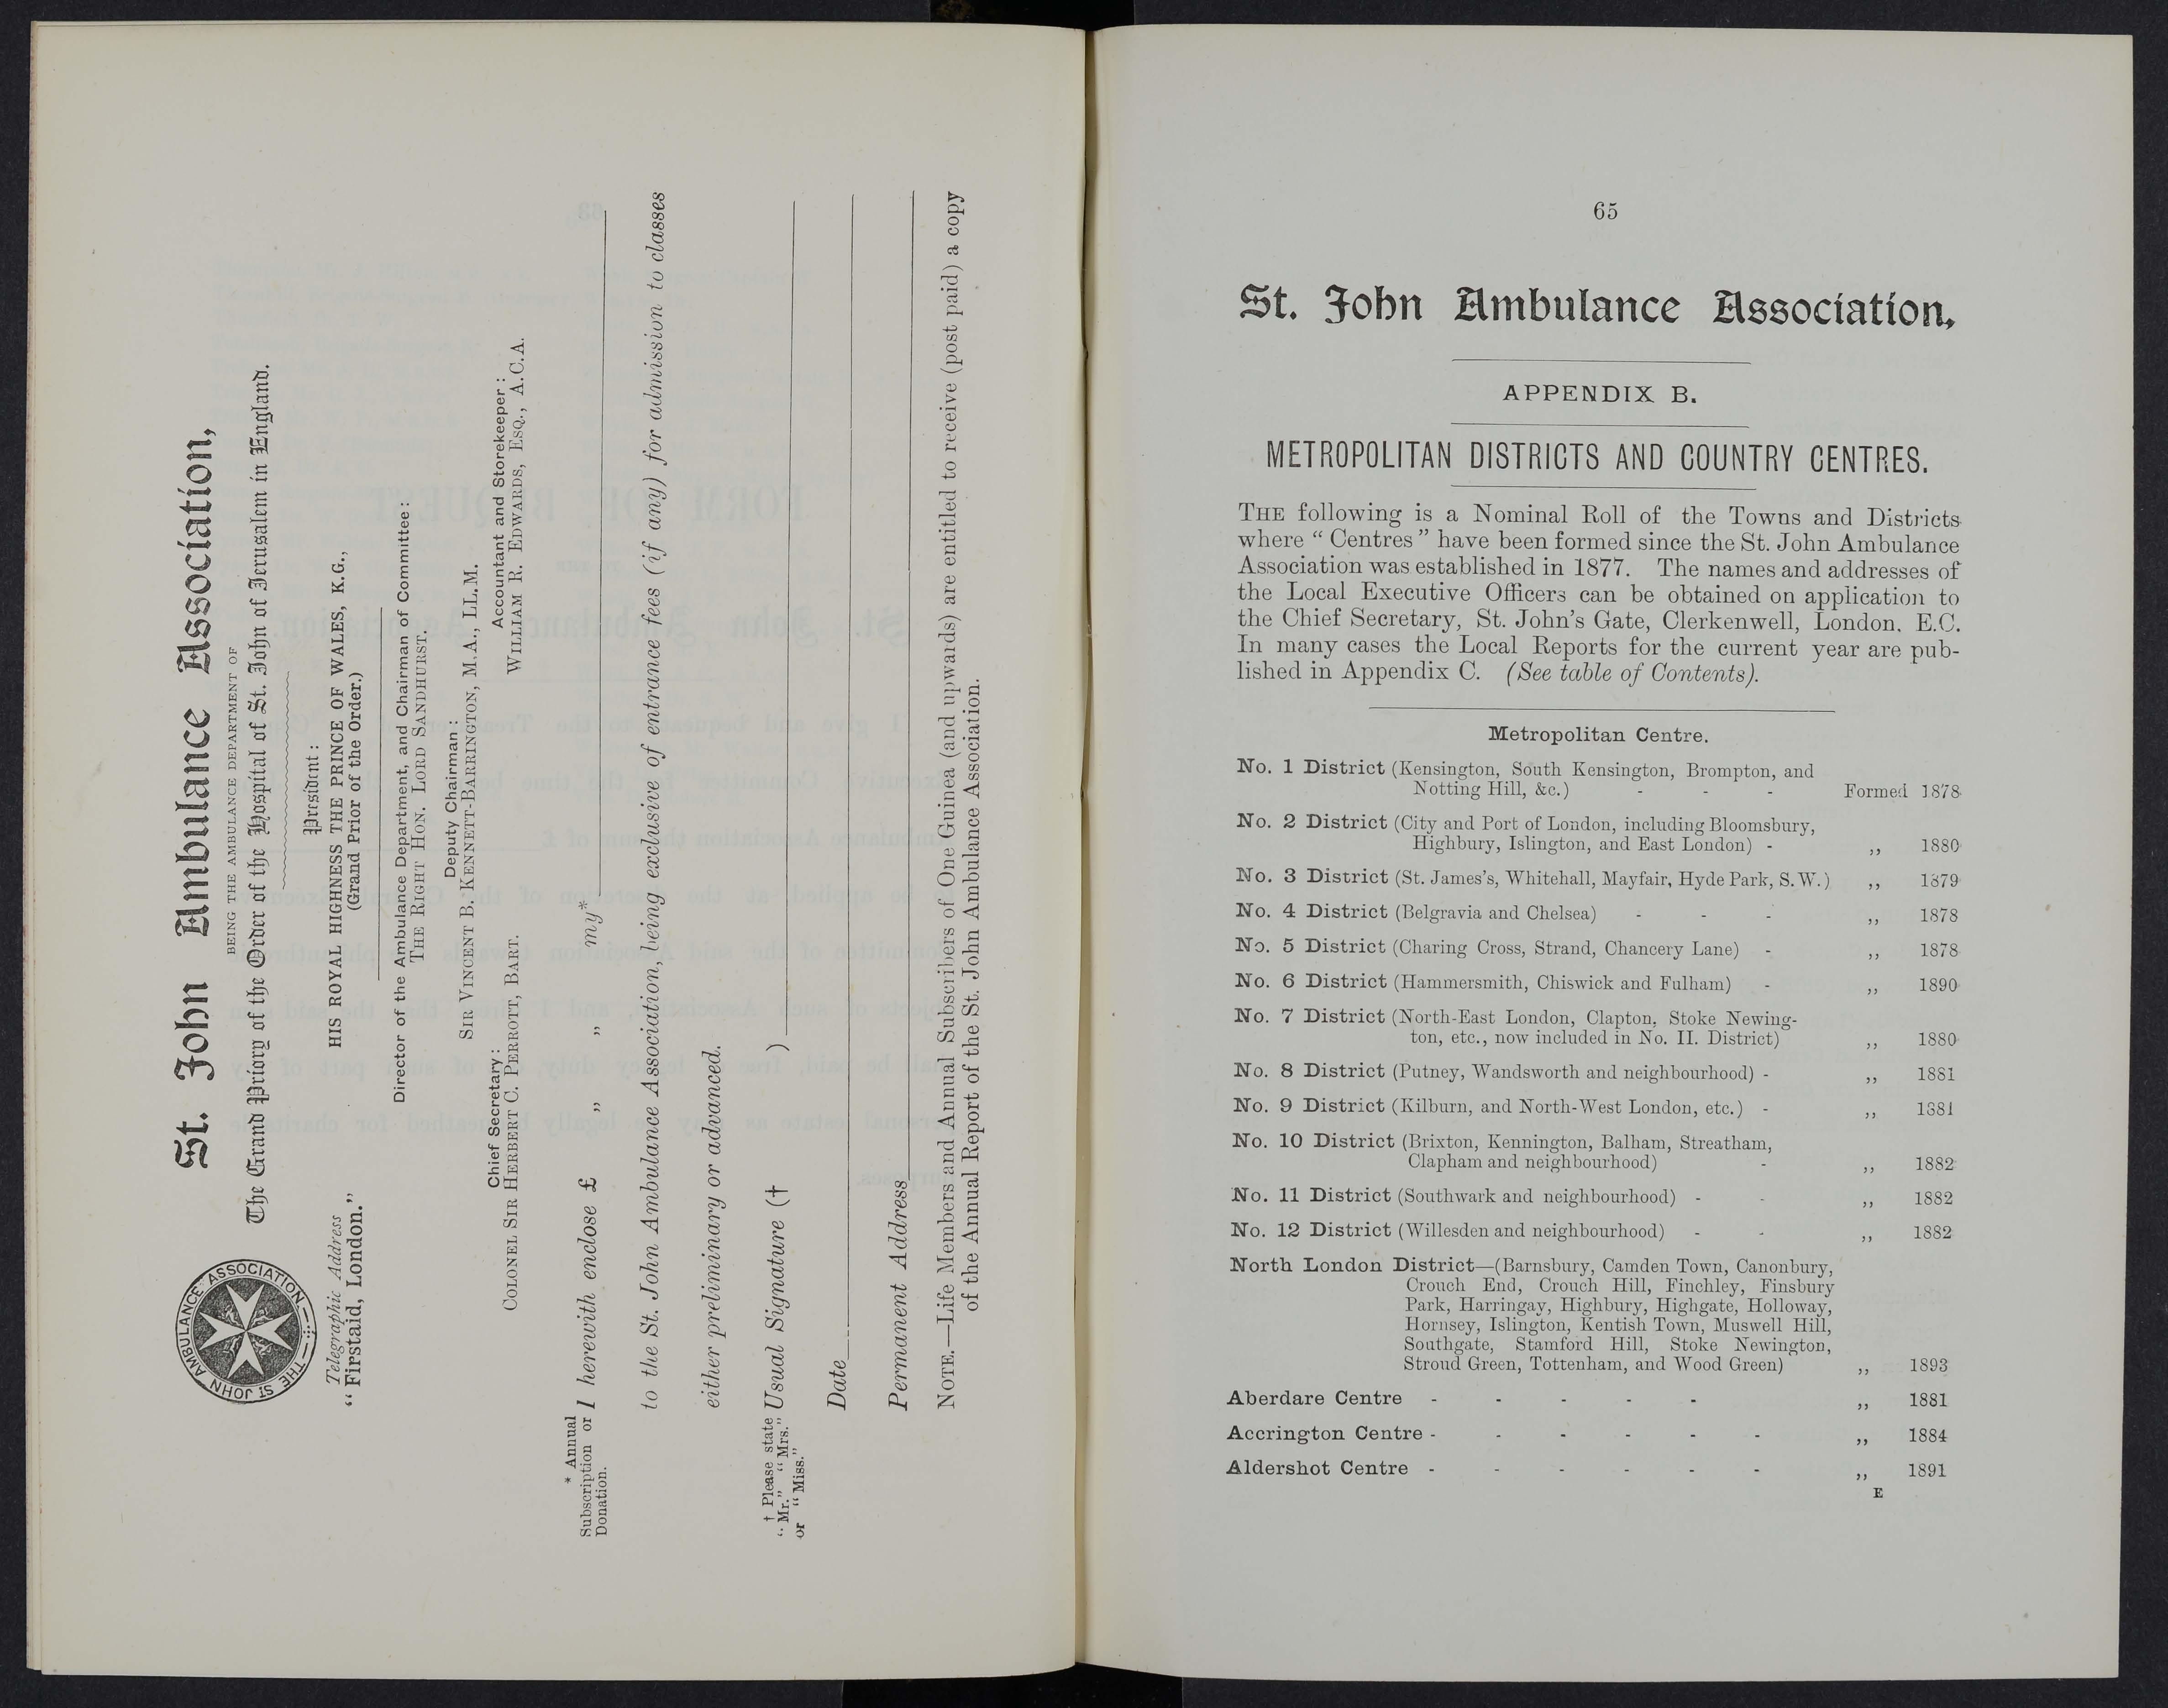 St. John Ambulance Association,
BEING THE AMBULANCE DEPARTMENT OF
The Grand Priory of the Order of the Hospital of St. John of Jerusalem in England.
THE ST JOHN AMBULANCE ASSOCIATION
Telegraphic Address
“Firstaid, London.”
President:
HIS ROYAL HIGHNESS THE PRINCE OF WALES, K.G.,
(Grand Prior of the Order.)
Director of the Ambulance Department, and Chairman of Committee:
THE RIGHT HON. LORD SANDHURST.
Deputy Chairman:
SIR VINCENT B. KENNETT-BARRINGTON, M.A., LL.M.
Chief Secretary:
COLONEL SIR HERBERT C. PERROTT, BART.
Accountant and Storekeeper:
WILLIAM R. EDWARDS, ESQ., A.C.A.
* Annual
Subscription or
Donation.
I herewith enclose £ ,, ,, my*
to the St. John Ambulance Association, being exclusive of entrance fees (if any) for admission to classes
either preliminary or advanced.
† Please state
“Mr.” “Mrs.”
or “Miss.”
Usual Signature († )
Date
Permanent Address
NOTE.—Life Members and Annual Subscribers of One Guinea (and upwards) are entitled to receive (post paid) a copy
of the Annual Report of the St. John Ambulance Association.
65
St. John Ambulance Association.
APPENDIX B.
METROPOLITAN DISTRICTS AND COUNTRY CENTRES.
THE following is a Nominal Roll of the Towns and Districts
where “Centres” have been formed since the St. John Ambulance
Association was established in 1877. The names and addresses of
the Local Executive Officers can be obtained on application to
the Chief Secretary, St. John's Gate, Clerkenwell, London, E.C.
In many cases the Local Reports for the current year are pub-
lished in Appendix C. (See table of Contents).
Metropolitan Centre.
No. 1 District (Kensington, South Kensington, Brompton, and
Notting Hill, &c.) - - - Formed 1878
No. 2 District (City and Port of London, including Bloomsbury,
Highbury, Islington, and East London) - ,, 1880
No. 3 District (St. James's, Whitehall, Mayfair, Hyde Park, S.W.) ,, 1879
No. 4 District (Belgravia and Chelsea) - - - ,, 1878
No. 5 District (Charing Cross, Strand, Chancery Lane) - ,, 1878
No. 6 District (Hammersmith, Chiswick and Fulham) - ,, 1890
No. 7 District (North-East London, Clapton, Stoke Newing-
ton, etc., now included in No. II. District) ,, 1880
No. 8 District (Putney, Wandsworth and neighbourhood) - ,, 1881
No. 9 District (Kilburn, and North-West London, etc.) - ,, 1881
No. 10 District (Brixton, Kennington, Balham, Streatham,
Clapham and neighbourhood) - ,, 1882
No. 11 District (Southwark and neighbourhood) - - ,, 1882
No. 12 District (Willesden and neighbourhood) - - ,, 1882
North London District—(Barnsbury, Camden Town, Canonbury,
Crouch End, Crouch Hill, Finchley, Finsbury
Park, Harringay, Highbury, Highgate, Holloway,
Hornsey, Islington, Kentish Town, Muswell Hill,
Southgate, Stamford Hill, Stoke Newington,
Stroud Green, Tottenham, and Wood Green) ,, 1893
Aberdare Centre - - - - - ,, 1881
Accrington Centre - - - - - - ,, 1884
Aldershot Centre - - - - - - ,, 1891
E